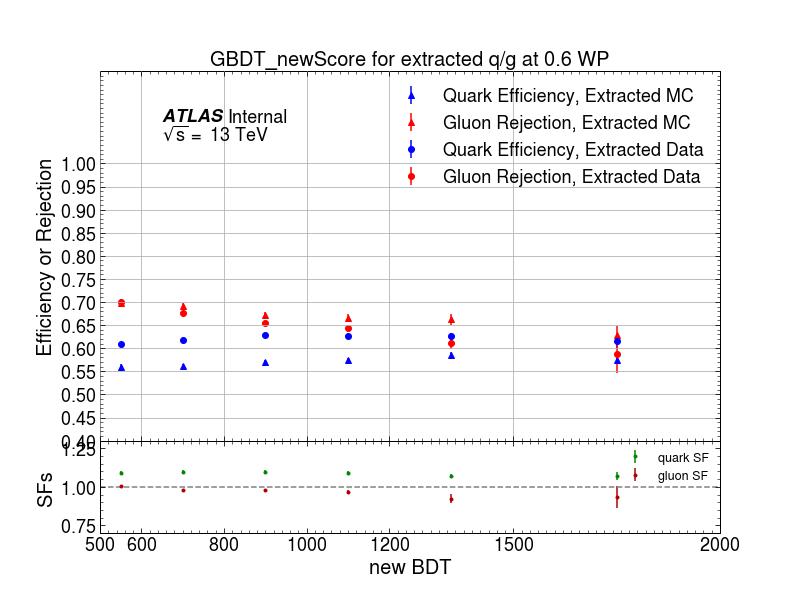 GBDT_newScore for extracted q/g at 0.6 WP
ATLAS Internal
√s = 13 TeV
Quark Efficiency, Extracted MC
Gluon Rejection, Extracted MC
Quark Efficiency, Extracted Data
Gluon Rejection, Extracted Data
Efficiency or Rejection
1.00
0.95
0.90
0.85
0.80
0.75
0.70
0.65
0.60
0.55
0.50
0.45
0.40
1.25
1.00
0.75
SFs
quark SF
gluon SF
500 600 800 1000 1200 1500 2000
new BDT